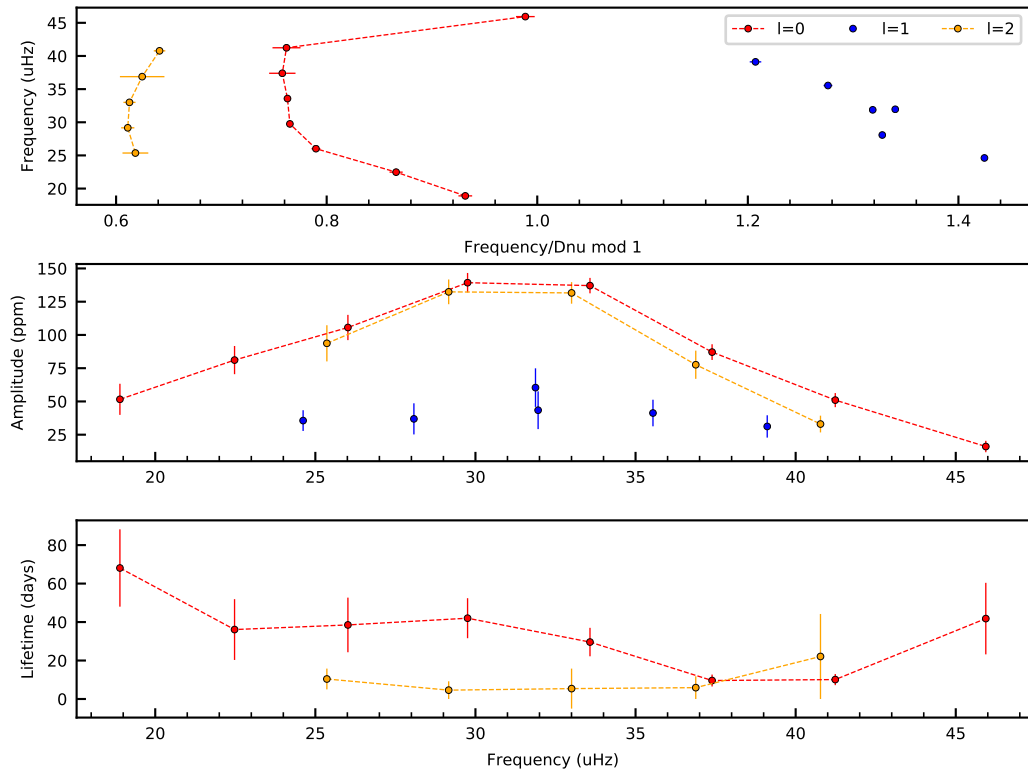 Frequency (uHz)
45
40
35
30
25
20
l=0 l=1 l=2
0.6 0.8 1.0 1.2 1.4
Frequency/Dnu mod 1
Amplitude (ppm)
150
125
100
75
50
25
20 25 30 35 40 45
Lifetime (days)
80
60
40
20
0
20 25 30 35 40 45
Frequency (uHz)